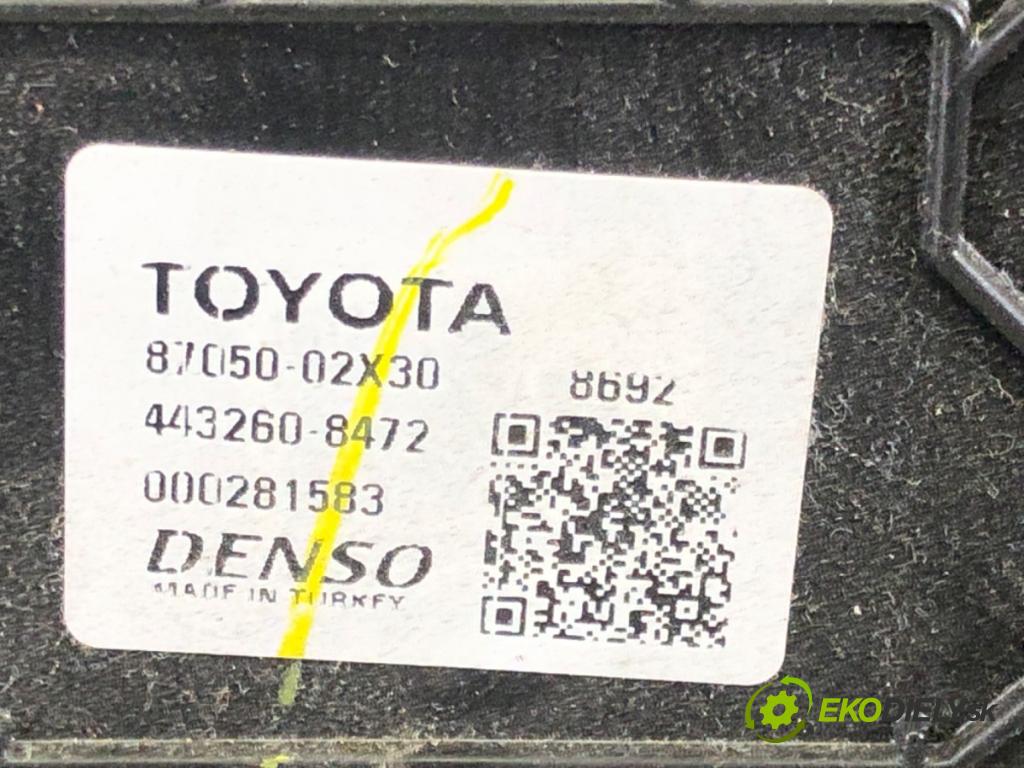 TOYOTA
87050-02X30
8692
443260-8472
000281583
DENSO
MADE IN TURKEY
EKODIELY.sk